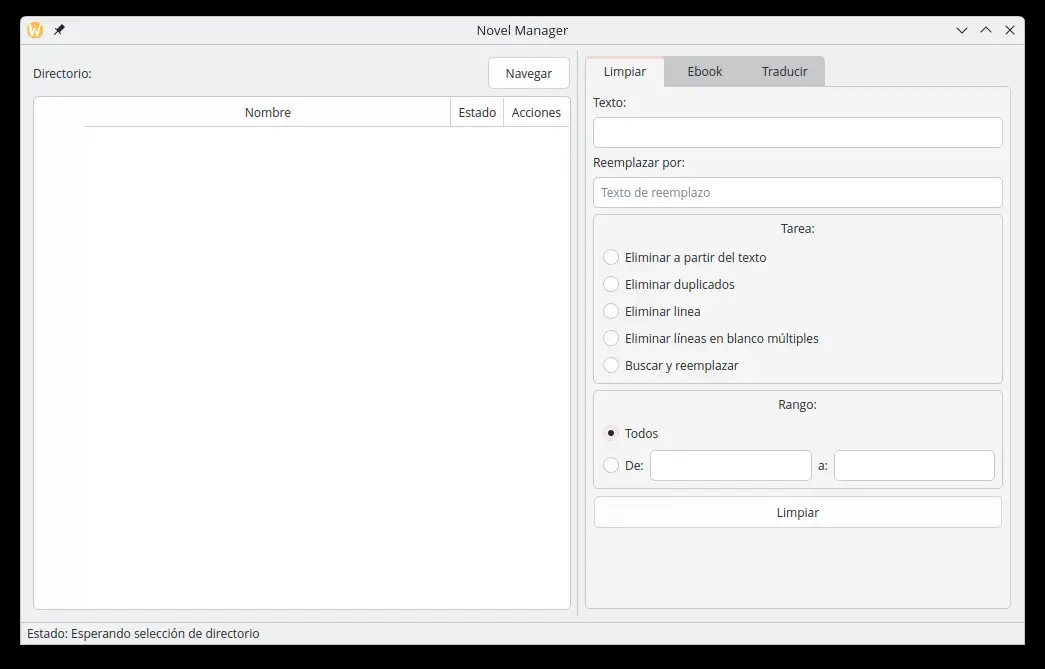 Novel Manager
Directorio:
Navegar
Nombre
Estado
Acciones
Limpiar
Ebook
Traducir
Texto:
Reemplazar por:
Texto de reemplazo
Tarea:
Eliminar a partir del texto
Eliminar duplicados
Eliminar linea
Eliminar líneas en blanco múltiples
Buscar y reemplazar
Rango:
Todos
De:
a:
Limpiar
Estado: Esperando selección de directorio